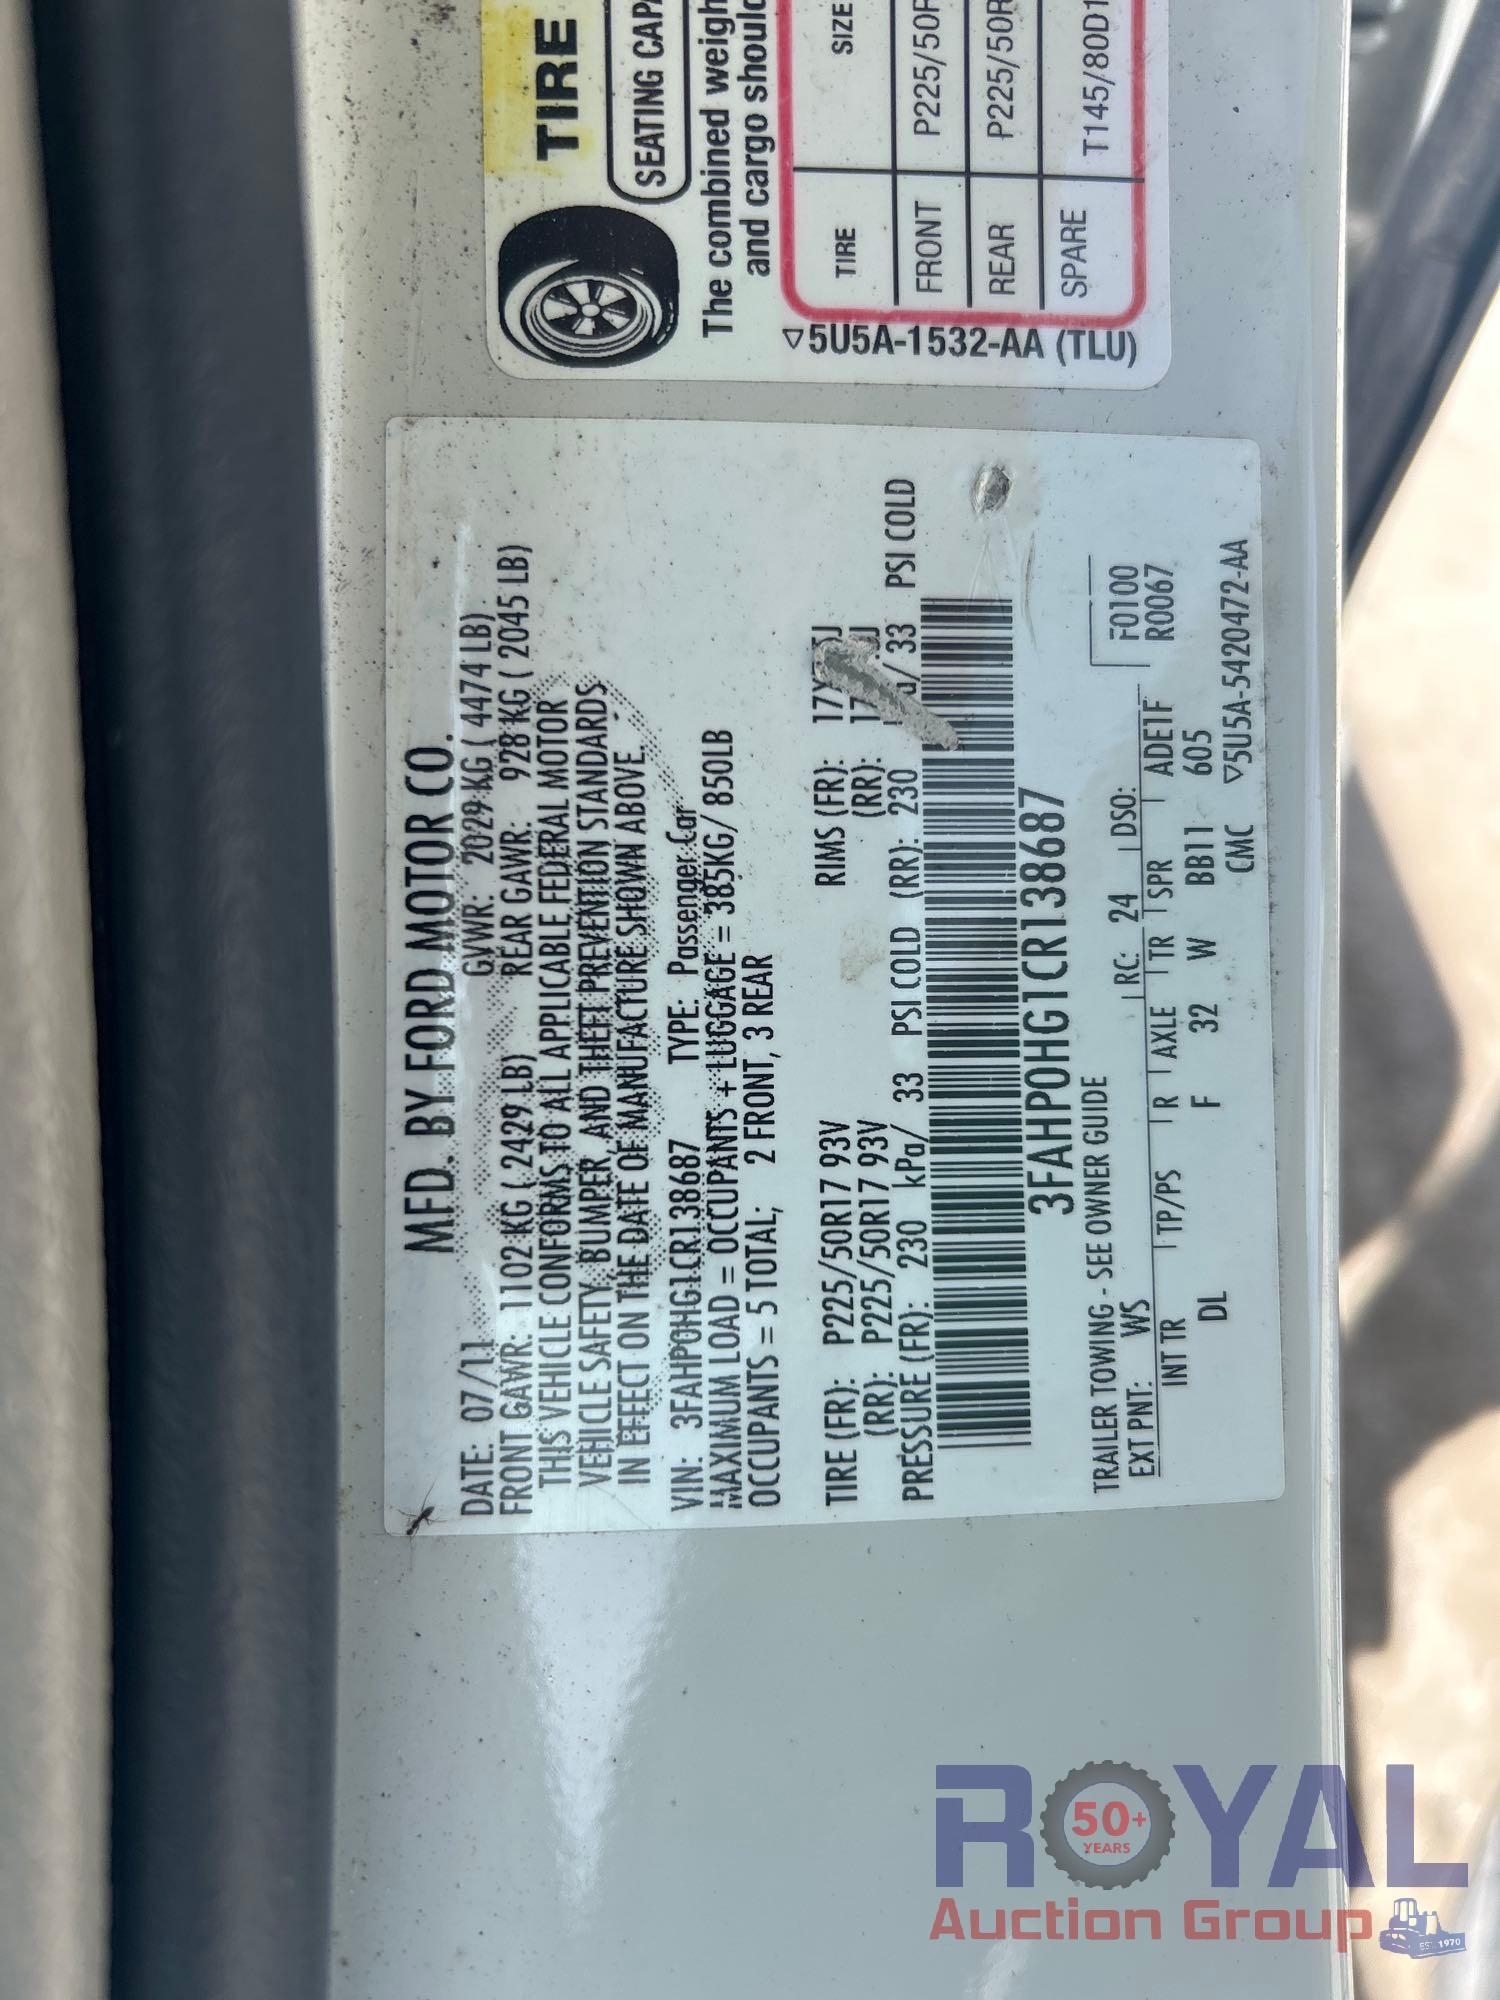 MFD. BY FORD MOTOR CO.
DATE: 07/11 GVWR: 2029 KG ( 4474 LB)
FRONT GAWR: 1102 KG ( 2429 LB) REAR GAWR: 928 KG ( 2045 LB)
THIS VEHICLE CONFORMS TO ALL APPLICABLE FEDERAL MOTOR
VEHICLE SAFETY, BUMPER, AND THEFT PREVENTION STANDARDS
IN EFFECT ON THE DATE OF MANUFACTURE SHOWN ABOVE.
VIN: 3FAHP0HG1CR138687 TYPE: Passenger Car
MAXIMUM LOAD = OCCUPANTS + LUGGAGE = 385KG/ 850LB
OCCUPANTS = 5 TOTAL; 2 FRONT, 3 REAR
TIRE (FR): P225/50R17 93V RIMS (FR):
(RR): P225/50R17 93V (RR):
PRESSURE (FR): 230 kPa/ 33 PSI COLD (RR): 230 / 33 PSI COLD
3FAHP0HG1CR138687
TRAILER TOWING - SEE OWNER GUIDE
EXT PNT: WS RC: 24 DSO: F0100
R0067
INT TR TP/PS R AXLE TR SPR ADE1F
DL F 32 W BB11 605
CMC ▽5U5A-5420472-AA
TIRE
SEATING CAPA
The combined weigh
and cargo should
TIRE SIZE
FRONT P225/50R
REAR P225/50R
SPARE T145/80D1
▽5U5A-1532-AA (TLU)
ROYAL
50+
YEARS
Auction Group
EST. 1970